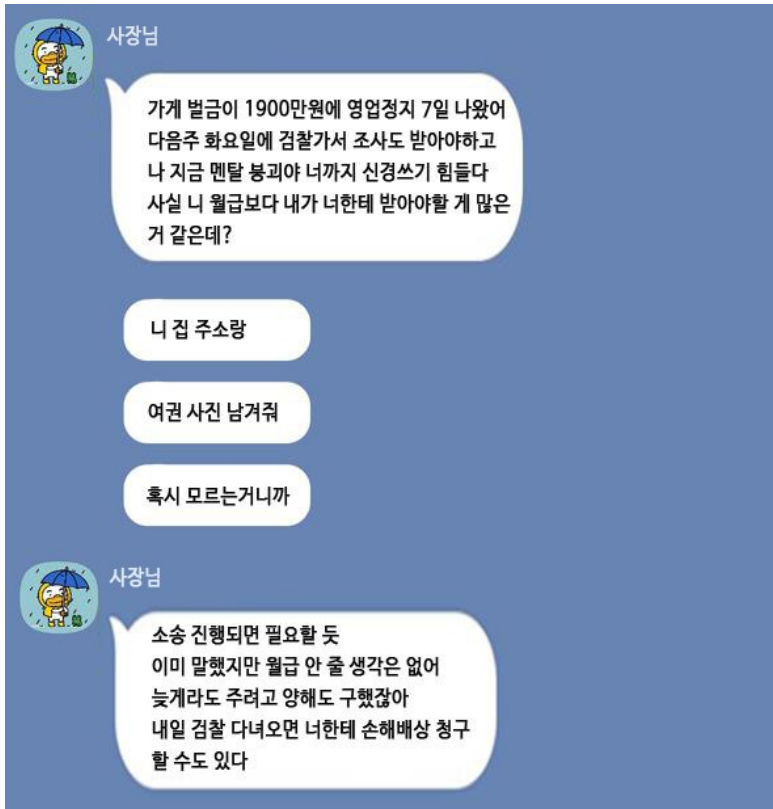 사장님
가게 벌금이 1900만원에 영업정지 7일 나왔어
다음주 화요일에 검찰가서 조사도 받아야하고
나 지금 멘탈 붕괴야 너까지 신경쓰기 힘들다
사실 니 월급보다 내가 너한테 받아야할 게 많은
거 같은데?
니 집 주소랑
여권 사진 남겨줘
혹시 모르는거니까
사장님
소송 진행되면 필요할 듯
이미 말했지만 월급 안 줄 생각은 없어
늦게라도 주려고 양해도 구했잖아
내일 검찰 다녀오면 너한테 손해배상 청구
할 수도 있다